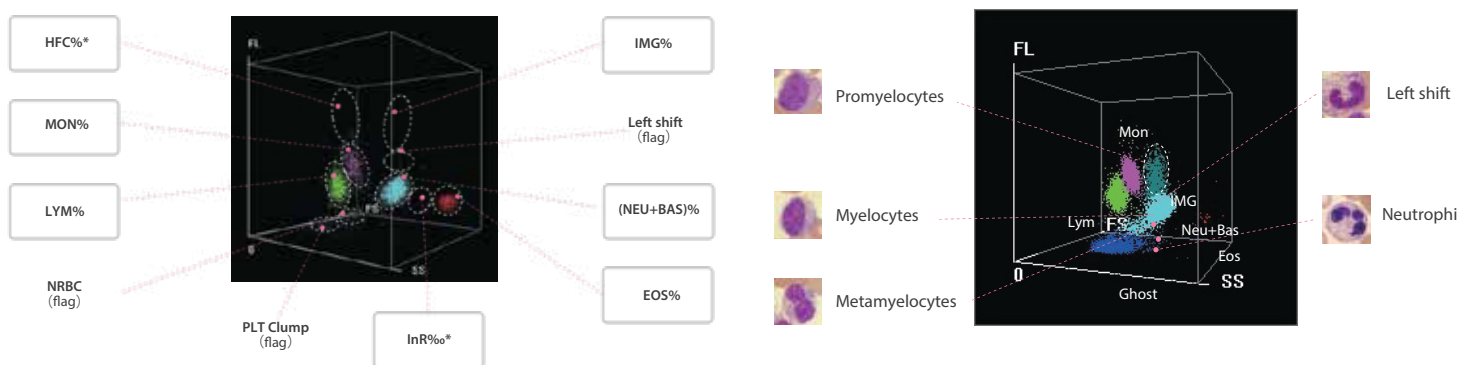 HFC%*
MON%
LYM%
NRBC
(flag)
PLT Clump
(flag)
InR‰*
IMG%
Left shift
(flag)
(NEU+BAS)%
EOS%
FL
FS
0
SS
Promyelocytes
Myelocytes
Metamyelocytes
FL
Mon
IMG
Lym
FS
Neu+Bas
Eos
0
Ghost
SS
Left shift
Neutrophi